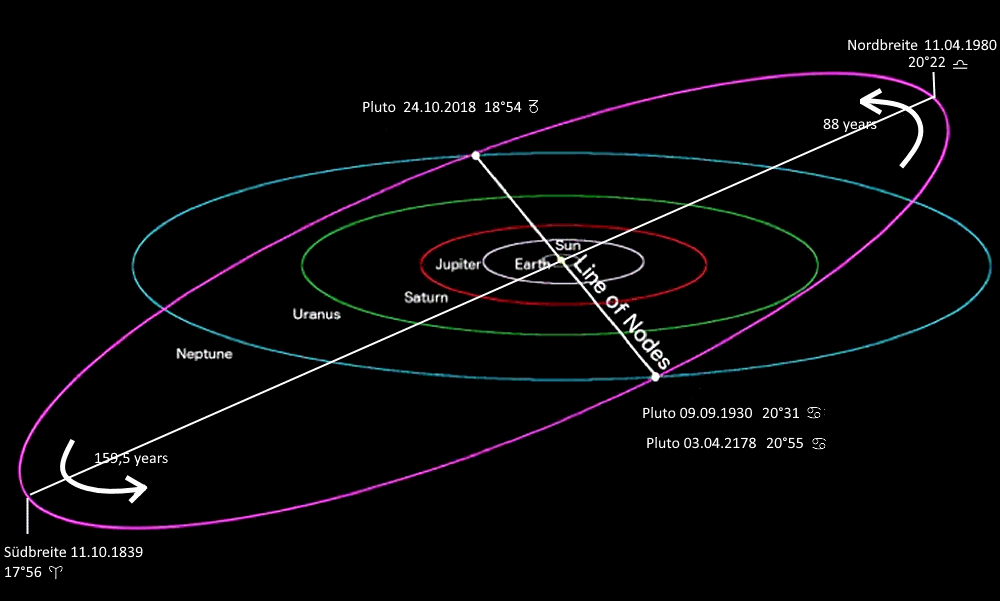 Nordbreite 11.04.1980
20°22 ♎
Pluto 24.10.2018 18°54 ♑
88 years
Sun
Jupiter
Earth
Saturn
Uranus
Line of Nodes
Neptune
Pluto 09.09.1930 20°31 ♋
Pluto 03.04.2178 20°55 ♋
159,5 years
Südbreite 11.10.1839
17°56 ♈